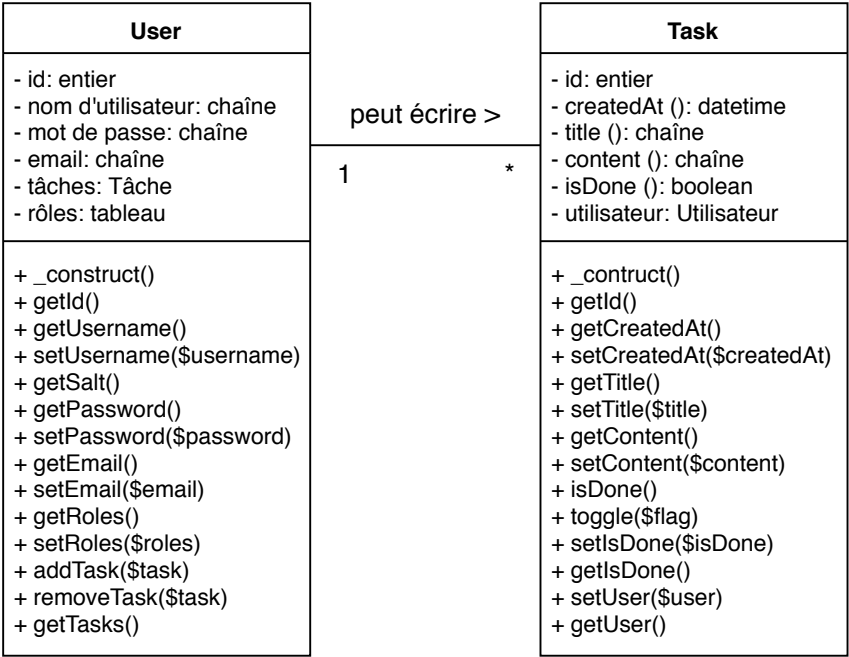 User
- id: entier
- nom d'utilisateur: chaîne
- mot de passe: chaîne
- email: chaîne
- tâches: Tâche
- rôles: tableau
+ _construct()
+ getId()
+ getUsername()
+ setUsername($username)
+ getSalt()
+ getPassword()
+ setPassword($password)
+ getEmail()
+ setEmail($email)
+ getRoles()
+ setRoles($roles)
+ addTask($task)
+ removeTask($task)
+ getTasks()
peut écrire >
1 *
Task
- id: entier
- createdAt (): datetime
- title (): chaîne
- content (): chaîne
- isDone (): boolean
- utilisateur: Utilisateur
+ _contruct()
+ getId()
+ getCreatedAt()
+ setCreatedAt($createdAt)
+ getTitle()
+ setTitle($title)
+ getContent()
+ setContent($content)
+ isDone()
+ toggle($flag)
+ setIsDone($isDone)
+ getIsDone()
+ setUser($user)
+ getUser()